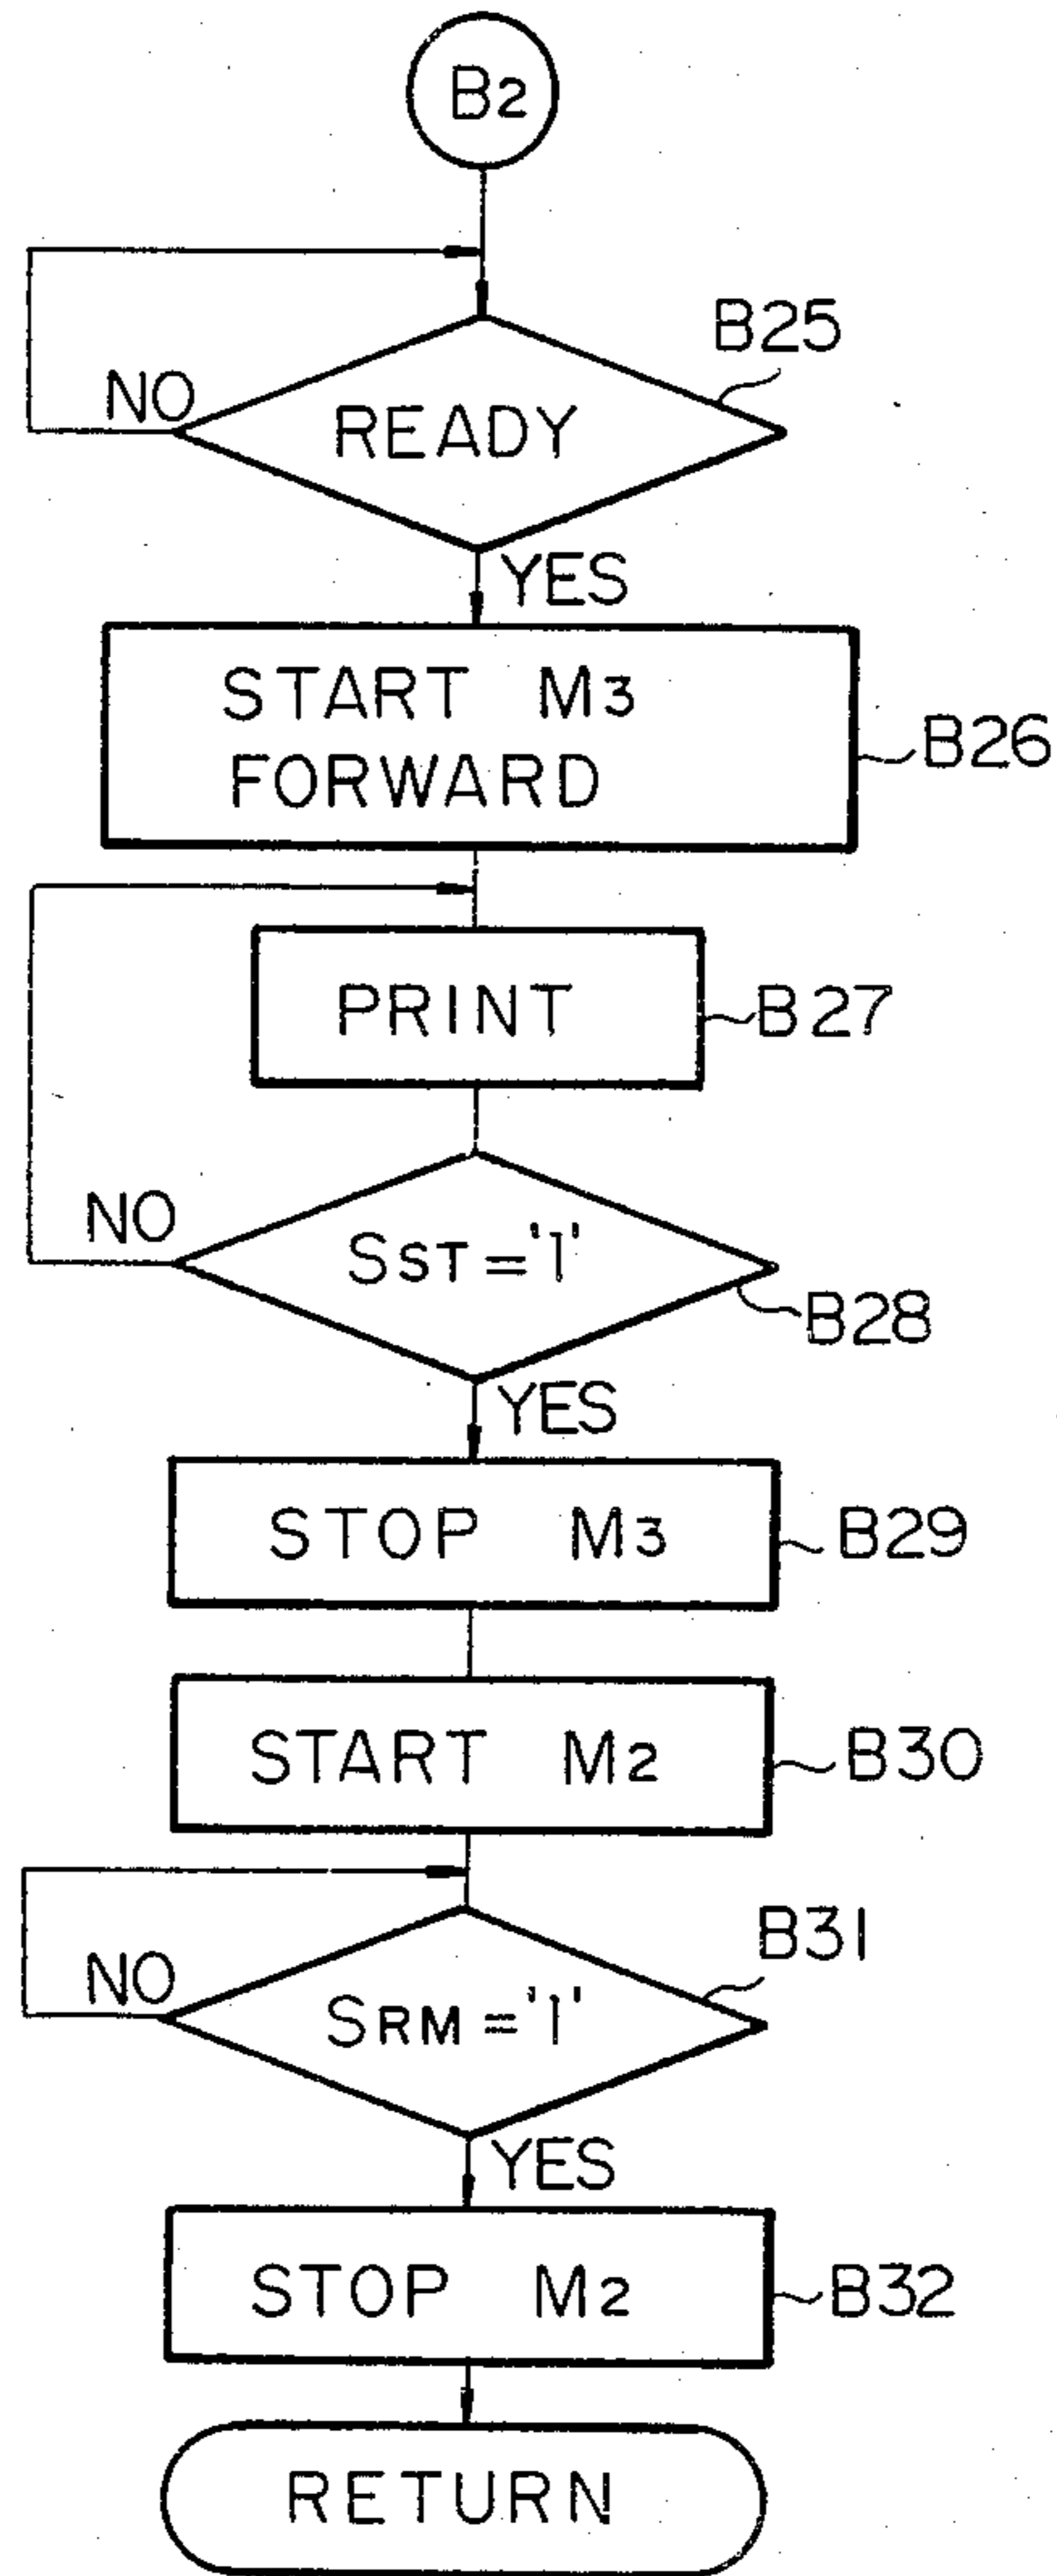 B2
B25
NO
READY
YES
START M3
FORWARD
B26
PRINT
B27
NO
SST='1'
B28
YES
STOP M3
B29
START M2
B30
B31
NO
SRM='1'
YES
STOP M2
B32
RETURN